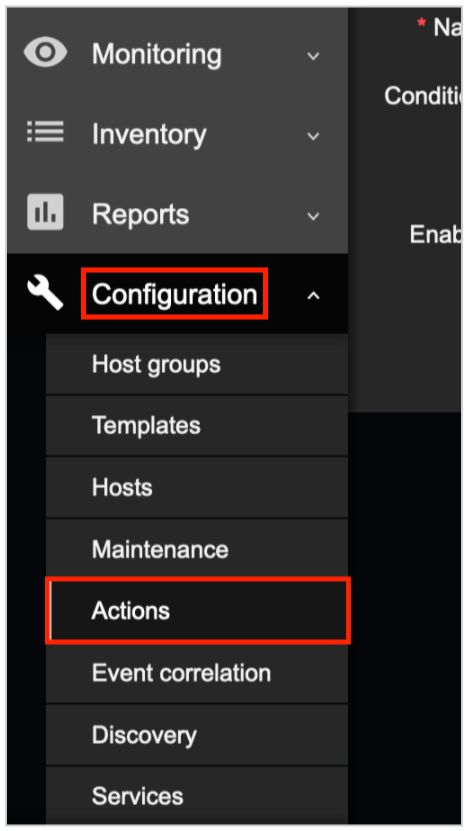 * Na
Monitoring
Conditi
Inventory
Reports
Enab
Configuration
Host groups
Templates
Hosts
Maintenance
Actions
Event correlation
Discovery
Services